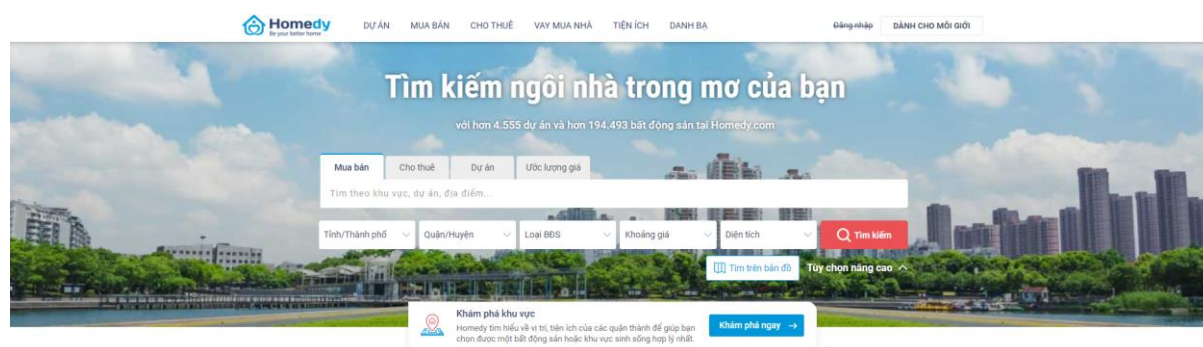 Homedy
Be your better home
DỰ ÁN MUA BÁN CHO THUÊ VAY MUA NHÀ TIỆN ÍCH DANH BẠ
Đăng nhập DÀNH CHO MÔI GIỚI
Tìm kiếm ngôi nhà trong mơ của bạn
với hơn 4.555 dự án và hơn 194.493 bất động sản tại Homedy.com
Mua bán Cho thuê Dự án Ước lượng giá
Tìm theo khu vực, dự án, địa điểm...
Tỉnh/Thành phố Quận/Huyện Loại BĐS Khoảng giá Diện tích Tìm kiếm
Tìm trên bản đồ Tùy chọn nâng cao
Khám phá khu vực
Homedy tìm hiểu về vị trí, tiện ích của các quận thành để giúp bạn
chọn được một bất động sản hoặc khu vực sinh sống hợp lý nhất.
Khám phá ngay →